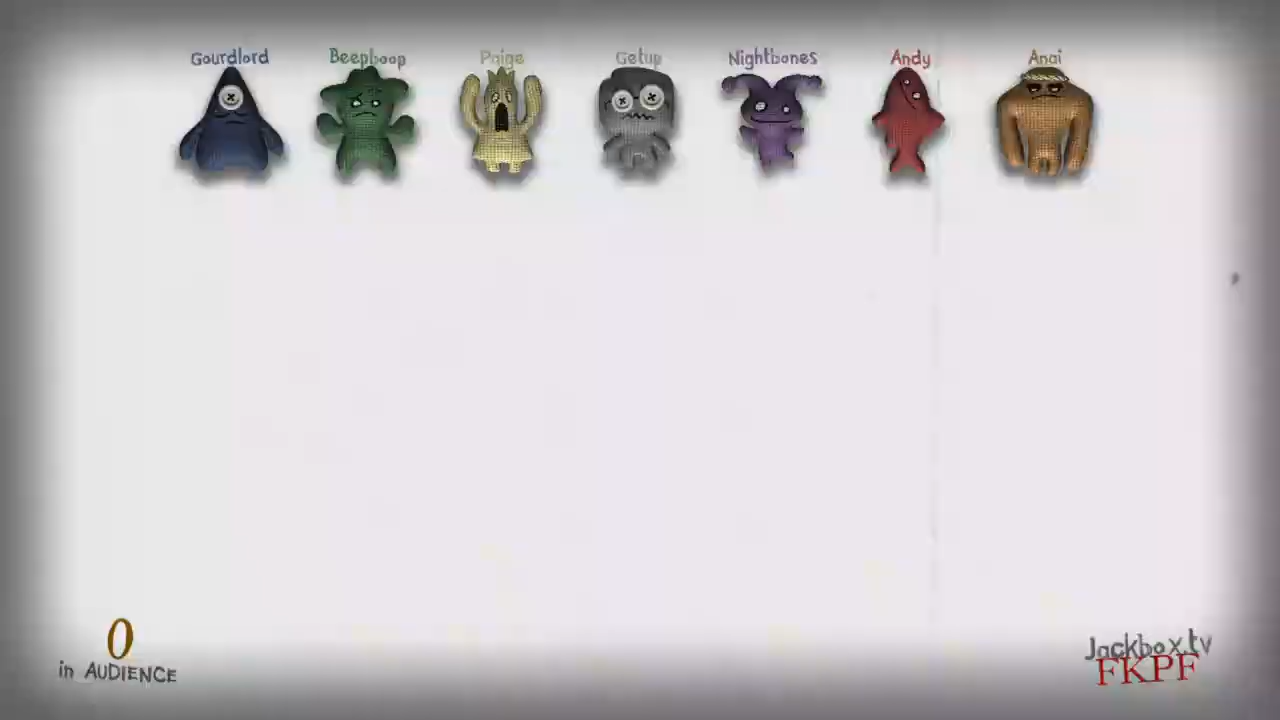 Gourdlord Beepboop Paige Getup Nightbones Andy Anai
0
in AUDIENCE
Jackbox.tv
FKPF